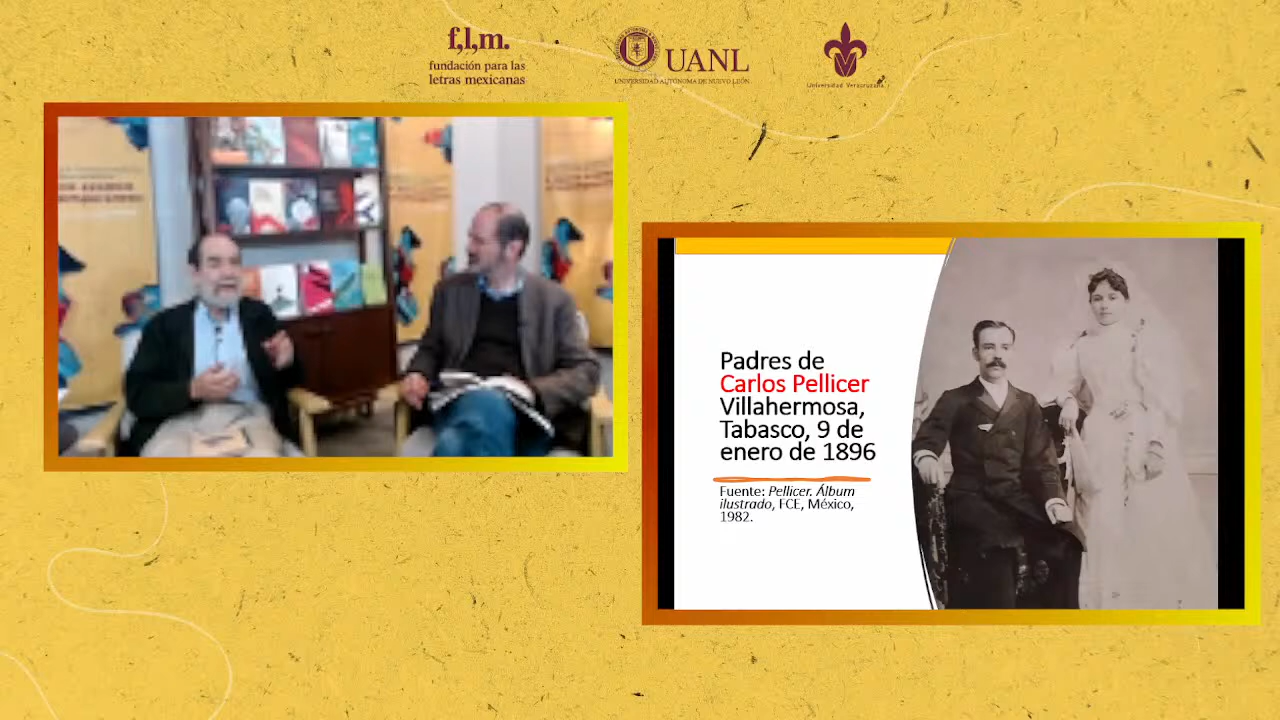 f,l,m.
fundación para las
letras mexicanas
UANL
UNIVERSIDAD AUTÓNOMA DE NUEVO LEÓN
Universidad Veracruzana
Padres de
Carlos Pellicer
Villahermosa,
Tabasco, 9 de
enero de 1896
Fuente: Pellicer. Álbum
ilustrado, FCE, México,
1982.